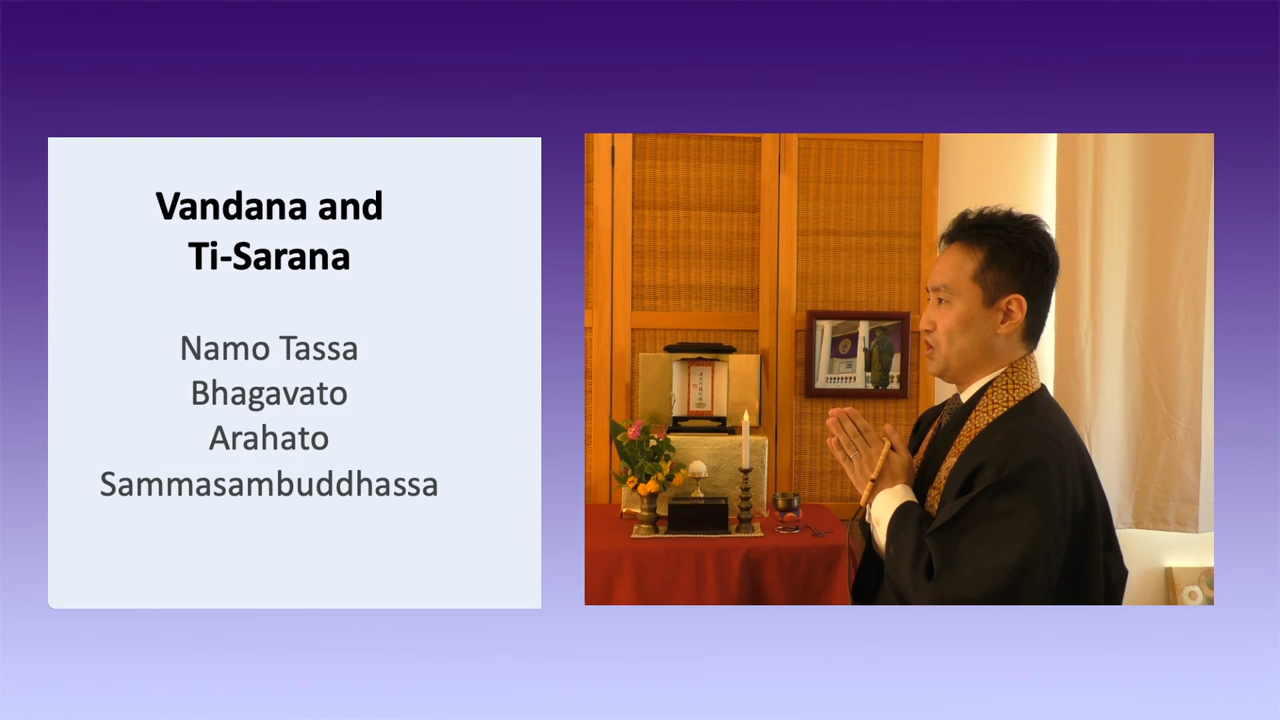 Vandana and
Ti-Sarana
Namo Tassa
Bhagavato
Arahato
Sammasambuddhassa